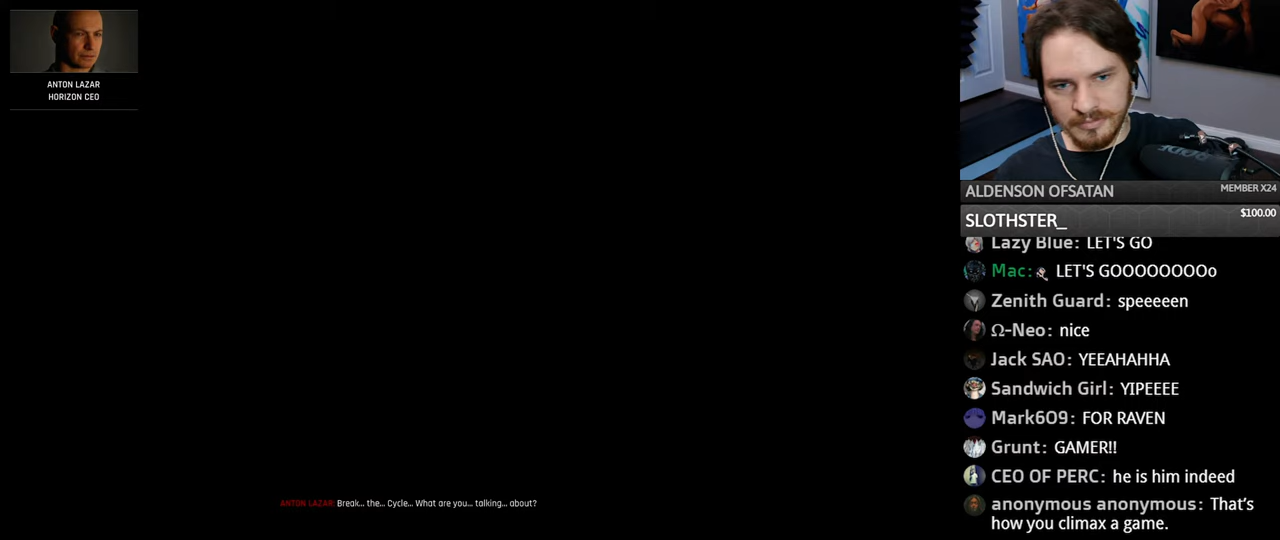 ANTON LAZAR
HORIZON CEO
ANTON LAZAR: Break... the... Cycle... What are you... talking... about?
RODE
ALDENSON OFSATAN
MEMBER X24
SLOTHSTER_
$100.00
Lazy Blue: LET'S GO
Mac: LET'S GOOOOOOOOo
Zenith Guard: speeeeen
Ω-Neo: nice
Jack SAO: YEEAHAHHA
Sandwich Girl: YIPEEEE
Mark609: FOR RAVEN
Grunt: GAMER!!
CEO OF PERC: he is him indeed
anonymous anonymous: That's
how you climax a game.